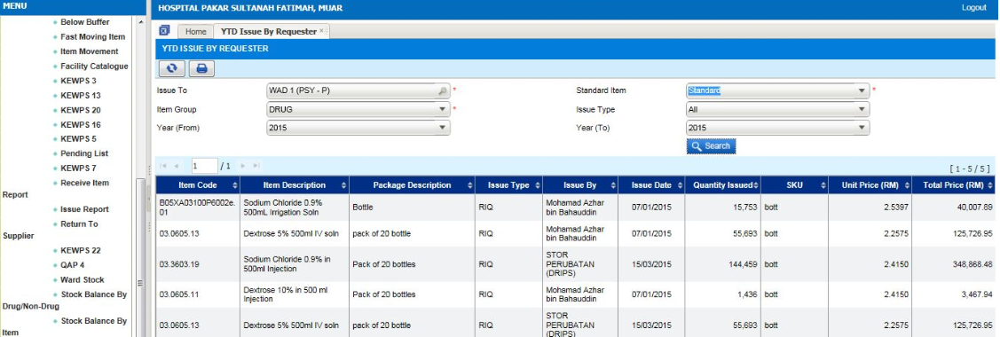 MENU
HOSPITAL PAKAR SULTANAH FATIMAH, MUAR
Logout
Below Buffer
Fast Moving Item
Item Movement
Facility Catalogue
KEWPS 3
KEWPS 13
KEWPS 20
KEWPS 16
KEWPS 5
Pending List
KEWPS 7
Receive Item
Report
Issue Report
Return To
Supplier
KEWPS 22
QAP 4
Ward Stock
Stock Balance By
Drug/Non-Drug
Stock Balance By
Item
Home YTD Issue By Requester
YTD ISSUE BY REQUESTER
Issue To WAD 1 (PSY - P) * Standard Item Standard *
Item Group DRUG * Issue Type All
Year (From) 2015 Year (To) 2015
Search
1 / 1 [ 1 - 5 / 5 ]
Item Code Item Description Package Description Issue Type Issue By Issue Date Quantity Issued SKU Unit Price (RM) Total Price (RM)
B05XA03100P6002e.
01
Sodium Chloride 0.9%
500mL Irrigation Soln
Bottle
RIQ
Mohamad Azhar
bin Bahauddin
07/01/2015 15,753 bott 2.5397 40,007.89
03.0605.13
Dextrose 5% 500ml IV soln
pack of 20 bottle
RIQ
Mohamad Azhar
bin Bahauddin
07/01/2015 55,693 bott 2.2575 125,726.95
03.3603.19
Sodium Chloride 0.9% in
500ml Injection
Pack of 20 bottles
RIQ
STOR
PERUBATAN
(DRIPS)
15/03/2015 144,459 bott 2.4150 348,868.48
03.0605.11
Dextrose 10% in 500 ml
Injection
Pack of 20 bottles
RIQ
Mohamad Azhar
bin Bahauddin
07/01/2015 1,436 bott 2.4150 3,467.94
03.0605.13
Dextrose 5% 500ml IV soln
pack of 20 bottle
RIQ
STOR
PERUBATAN
(DRIPS)
15/03/2015 55,693 bott 2.2575 125,726.95